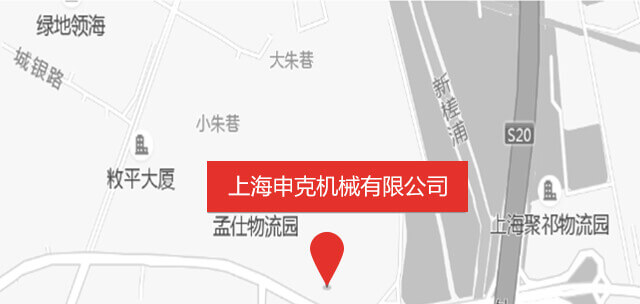 绿地领海
大朱巷
城银路
新槎浦
小朱巷
S20
敉平大厦
上海申克机械有限公司
孟仕物流园
上海聚祁物流园